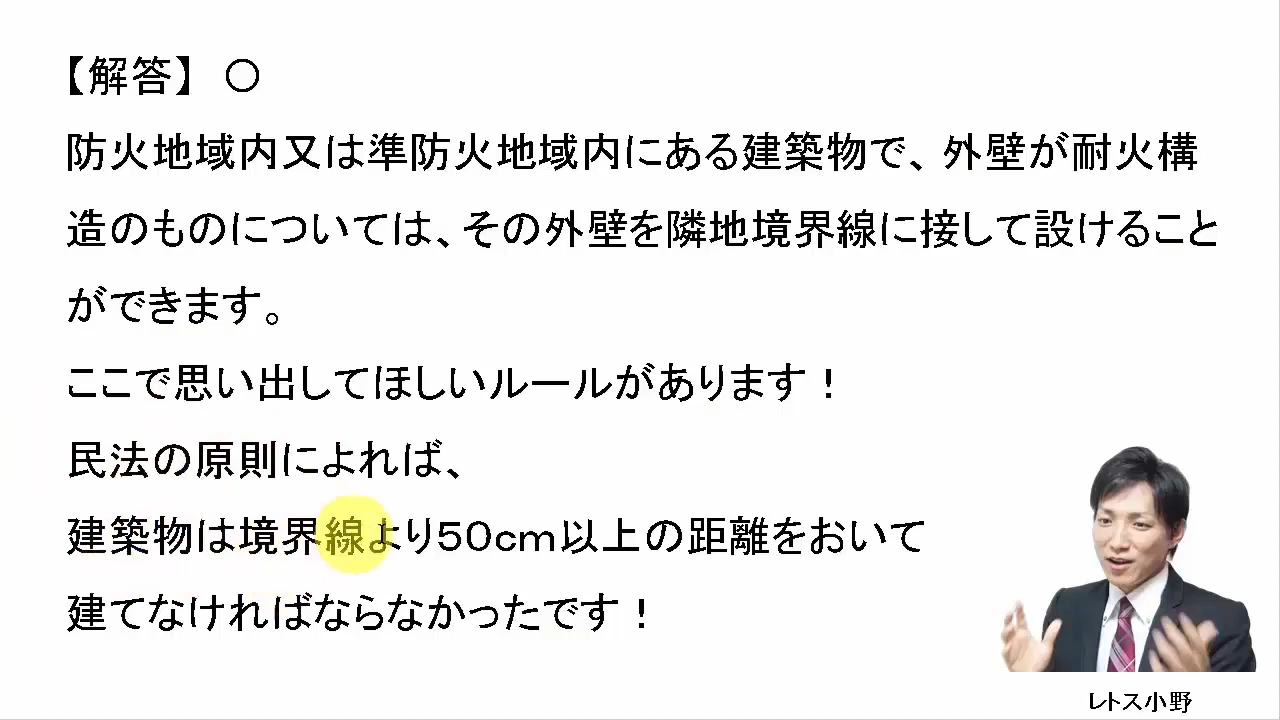 【解答】 ○
防火地域内又は準防火地域内にある建築物で、外壁が耐火構
造のものについては、その外壁を隣地境界線に接して設けること
ができます。
ここで思い出してほしいルールがあります！
民法の原則によれば、
建築物は境界線より50cm以上の距離をおいて
建てなければならなかったです！
レトス小野